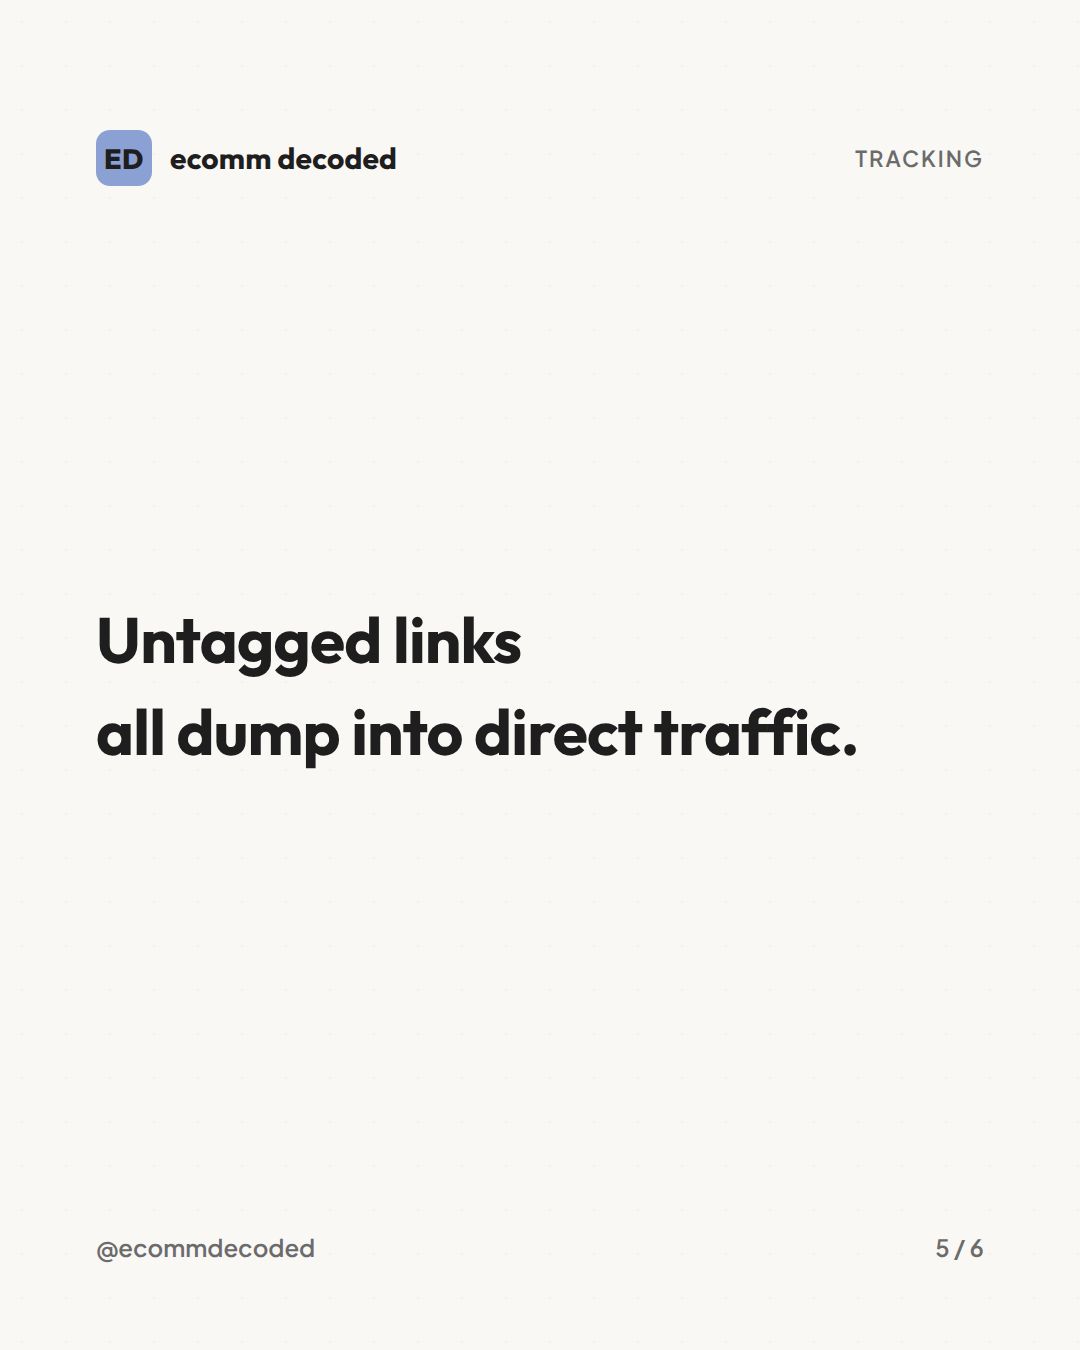 ED
ecomm decoded
TRACKING
Untagged links
all dump into direct traffic.
@ecommdecoded
5 / 6